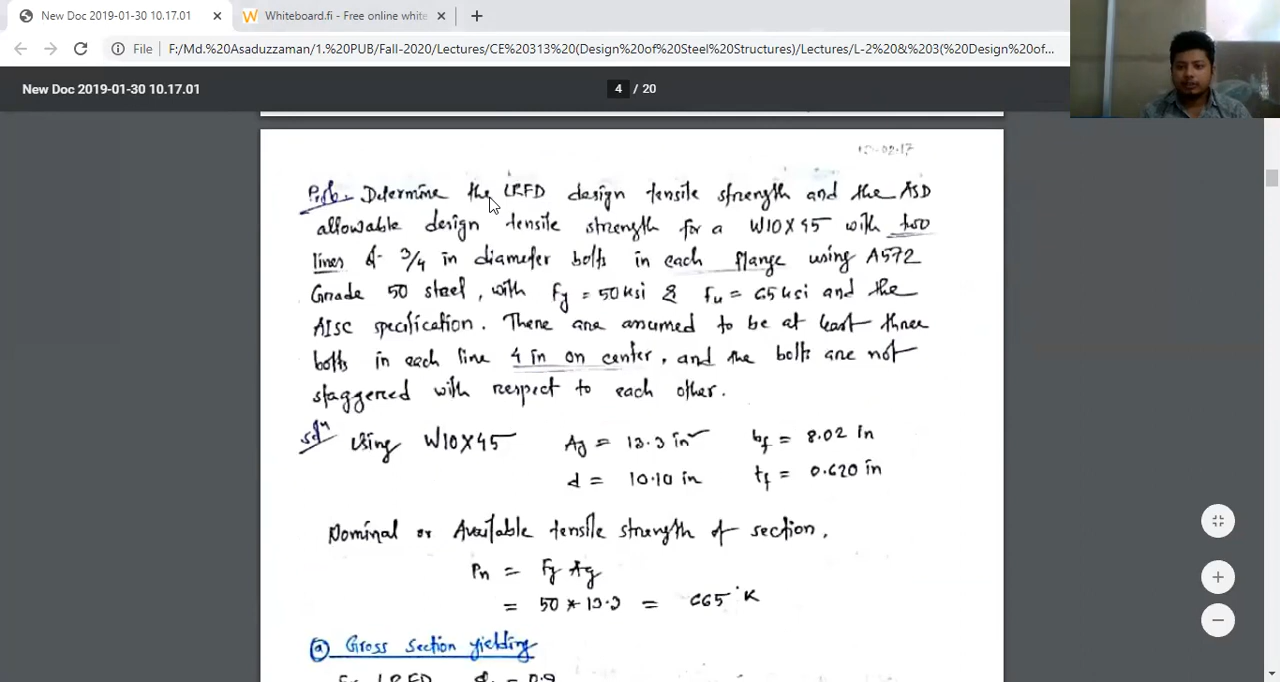 New Doc 2019-01-30 10.17.01
Whiteboard.fi - Free online white
File
F:/Md.%20Asaduzzaman/1.%20PUB/Fall-2020/Lectures/CE%20313%20(Design%20of%20Steel%20Structures)/Lectures/L-2%20&%203(%20Design%20of...
New Doc 2019-01-30 10.17.01
4 / 20
Prob. Determine the LRFD design tensile strength and the ASD
allowable design tensile strength for a W10X45 with two
lines of 3/4 in diameter bolts in each flange using A572
Grade 50 steel, with Fy = 50 ksi & Fu = 65 ksi and the
AISC specification. There are assumed to be at least three
bolts in each line 4 in on center, and the bolts are not
staggered with respect to each other.
Solⁿ Using W10X45 Ag = 13.3 in² bf = 8.02 in
d = 10.10 in tf = 0.620 in
Nominal or Available tensile strength of section.
Pn = Fy Ag
= 50 * 13.3 = 665 K
ⓐ Gross section yielding